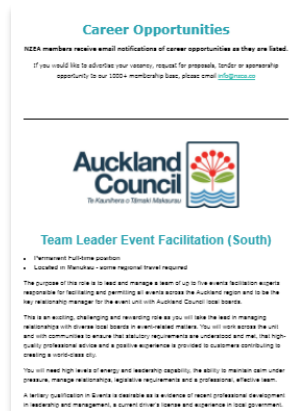 Career Opportunities
NZEA members receive email notifications of career opportunities as they are listed.
If you would like to advertise your vacancy, request for proposals, tender or sponsorship
opportunity to our 1000+ membership base, please email info@nzea.co
Auckland
Council
Te Kaunihera o Tāmaki Makaurau
Team Leader Event Facilitation (South)
• Permanent Full-time position
• Located in Manukau - some regional travel required
The purpose of this role is to lead and manage a team of up to five events facilitation experts
responsible for facilitating and permitting all events across the Auckland region and to be the
key relationship manager for the event unit with Auckland Council local boards.
This is an exciting, challenging and rewarding role as you will take the lead in managing
relationships with diverse local boards in event-related matters. You will work across the unit
and with communities to ensure that statutory requirements are understood and met, that high-
quality professional advice and a positive experience is provided to customers contributing to
creating a world-class city.
You will need high levels of energy and leadership capability, the ability to maintain calm under
pressure, manage relationships, legislative requirements and a professional, effective team.
A tertiary qualification in Events is desirable as is evidence of recent professional development
in leadership and management, a current driver's license and experience in local government.